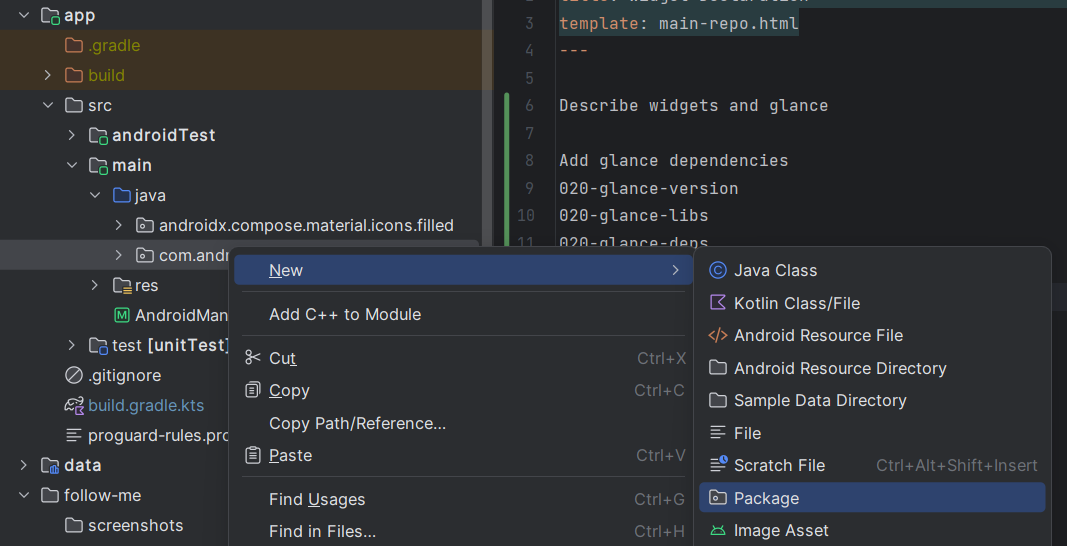 app
.gradle
build
src
androidTest
main
java
androidx.compose.material.icons.filled
com.andr
res
AndroidMan
test [unitTest]
.gitignore
build.gradle.kts
proguard-rules.pro
data
follow-me
screenshots
3 template: main-repo.html
4 ---
5
6 Describe widgets and glance
7
8 Add glance dependencies
9 020-glance-version
10 020-glance-libs
11 020-glance-deps
New
Add C++ to Module
Cut Ctrl+X
Copy Ctrl+C
Copy Path/Reference...
Paste Ctrl+V
Find Usages Ctrl+G
Find in Files... Ctrl+H
Java Class
Kotlin Class/File
Android Resource File
Android Resource Directory
Sample Data Directory
File
Scratch File Ctrl+Alt+Shift+Insert
Package
Image Asset